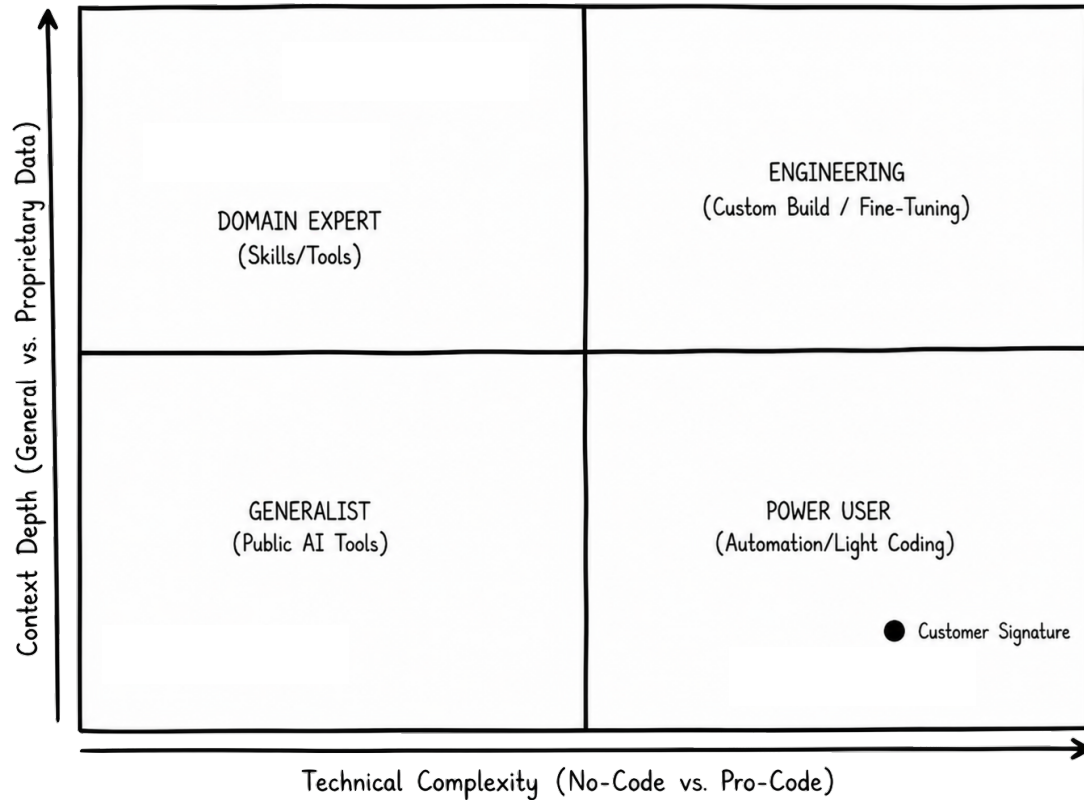 Context Depth (General vs. Proprietary Data)
DOMAIN EXPERT
(Skills/Tools)
ENGINEERING
(Custom Build / Fine-Tuning)
GENERALIST
(Public AI Tools)
POWER USER
(Automation/Light Coding)
Customer Signature
Technical Complexity (No-Code vs. Pro-Code)